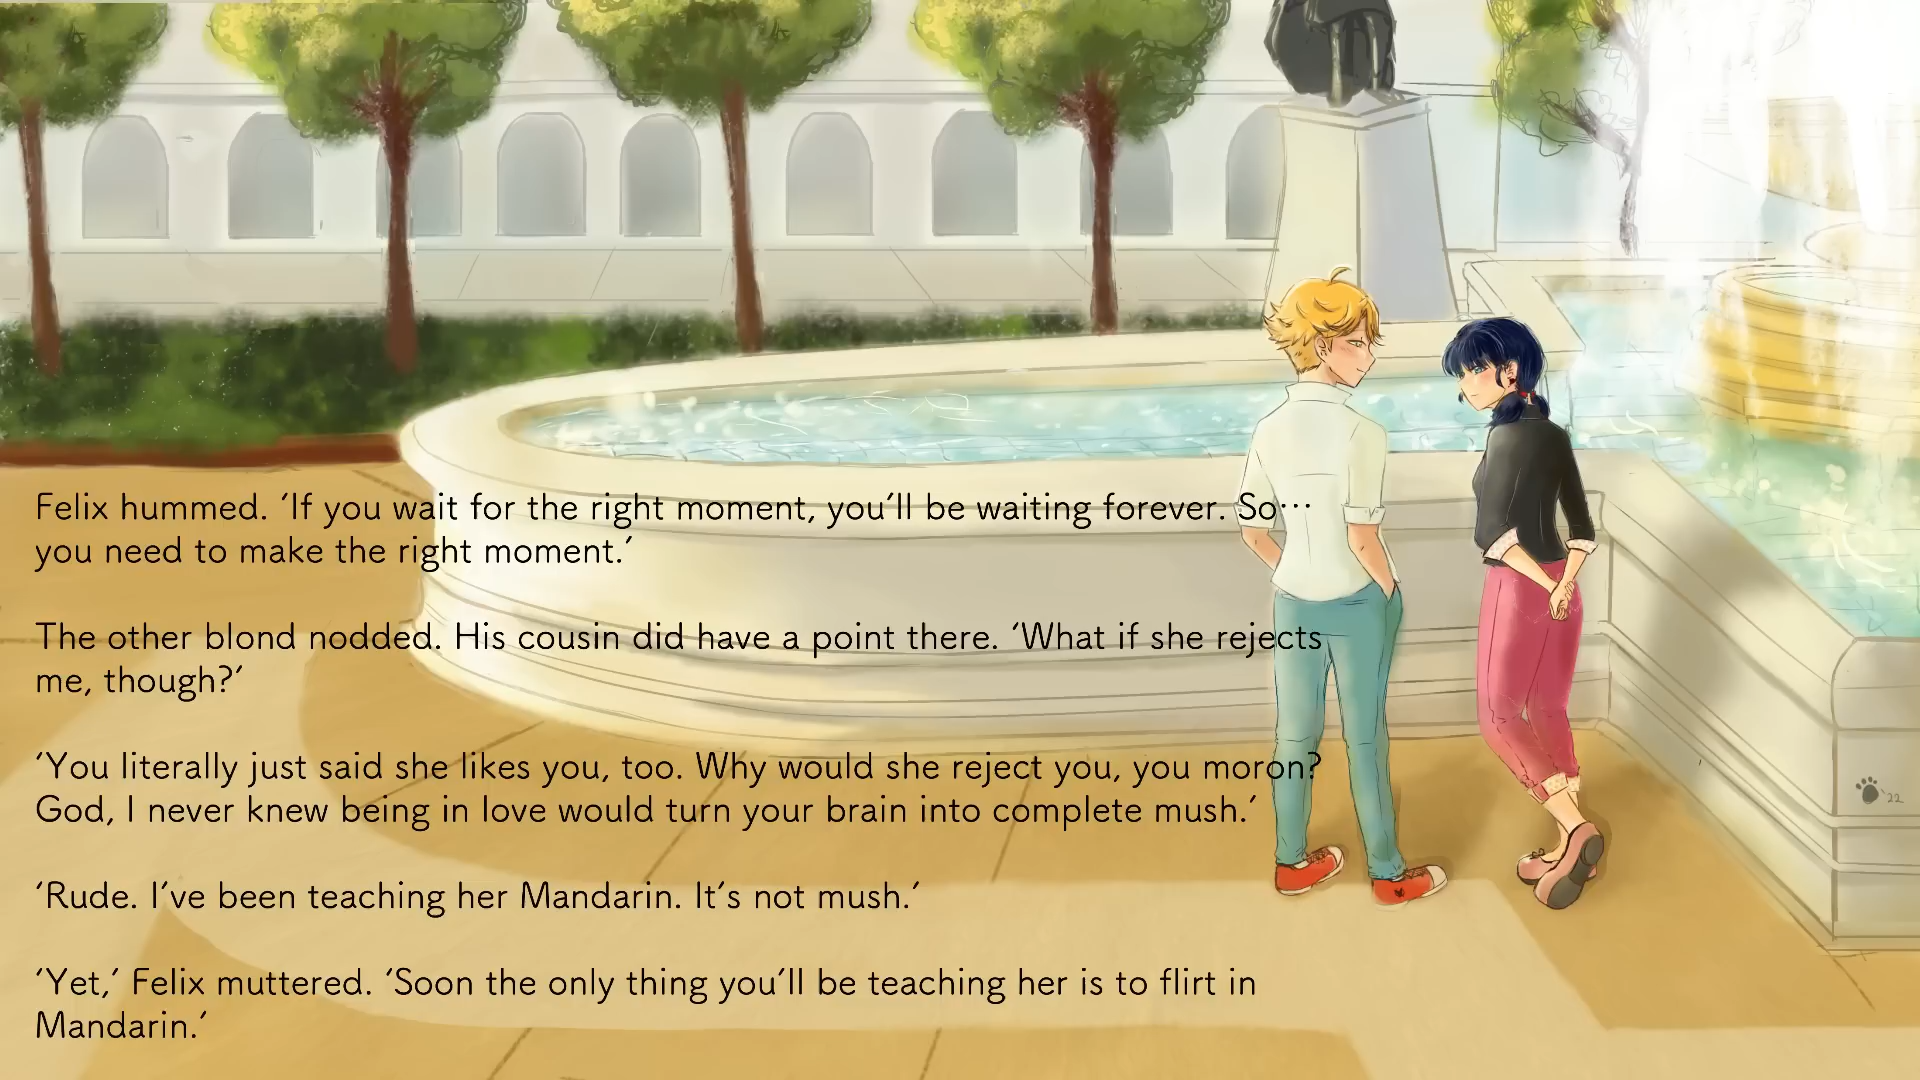 Felix hummed. ‘If you wait for the right moment, you’ll be waiting forever. So…
you need to make the right moment.’
The other blond nodded. His cousin did have a point there. ‘What if she rejects
me, though?’
‘You literally just said she likes you, too. Why would she reject you, you moron?
God, I never knew being in love would turn your brain into complete mush.’
‘Rude. I’ve been teaching her Mandarin. It’s not mush.’
‘Yet,’ Felix muttered. ‘Soon the only thing you’ll be teaching her is to flirt in
Mandarin.’
‘22